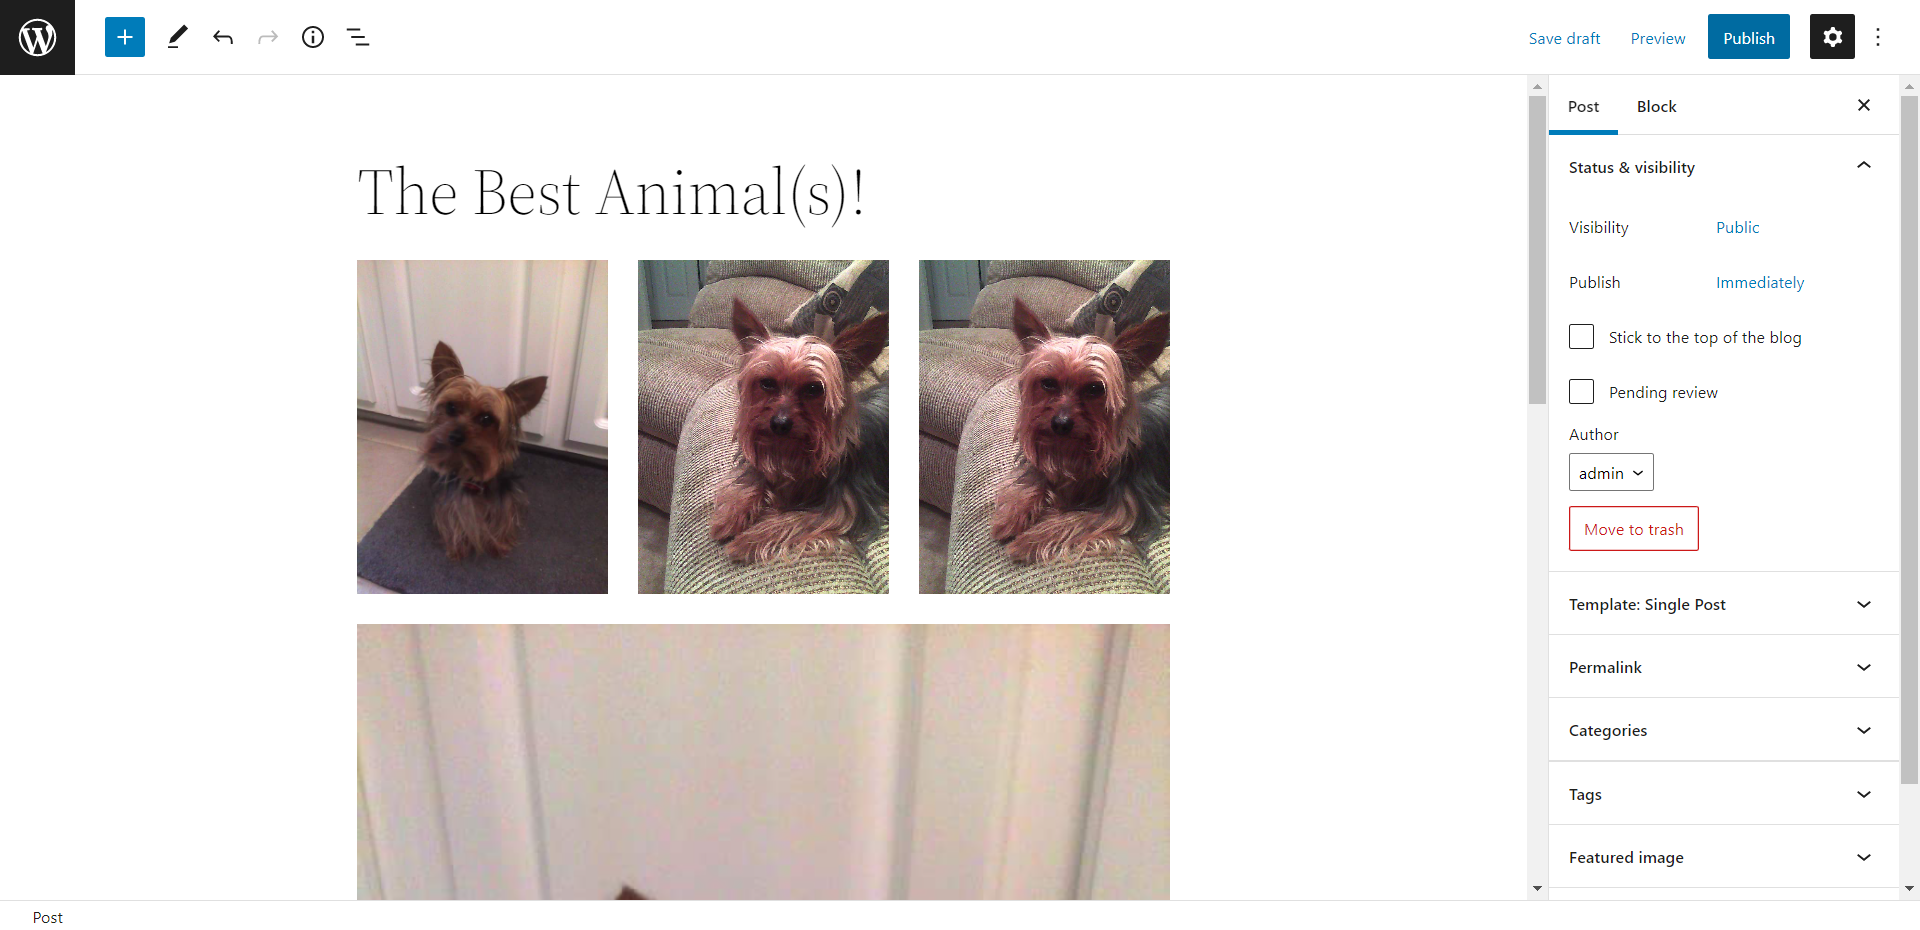 Save draft
Preview
Publish
The Best Animal(s)!
Post
Block
Status & visibility
Visibility
Public
Publish
Immediately
Stick to the top of the blog
Pending review
Author
admin
Move to trash
Template: Single Post
Permalink
Categories
Tags
Featured image
Post